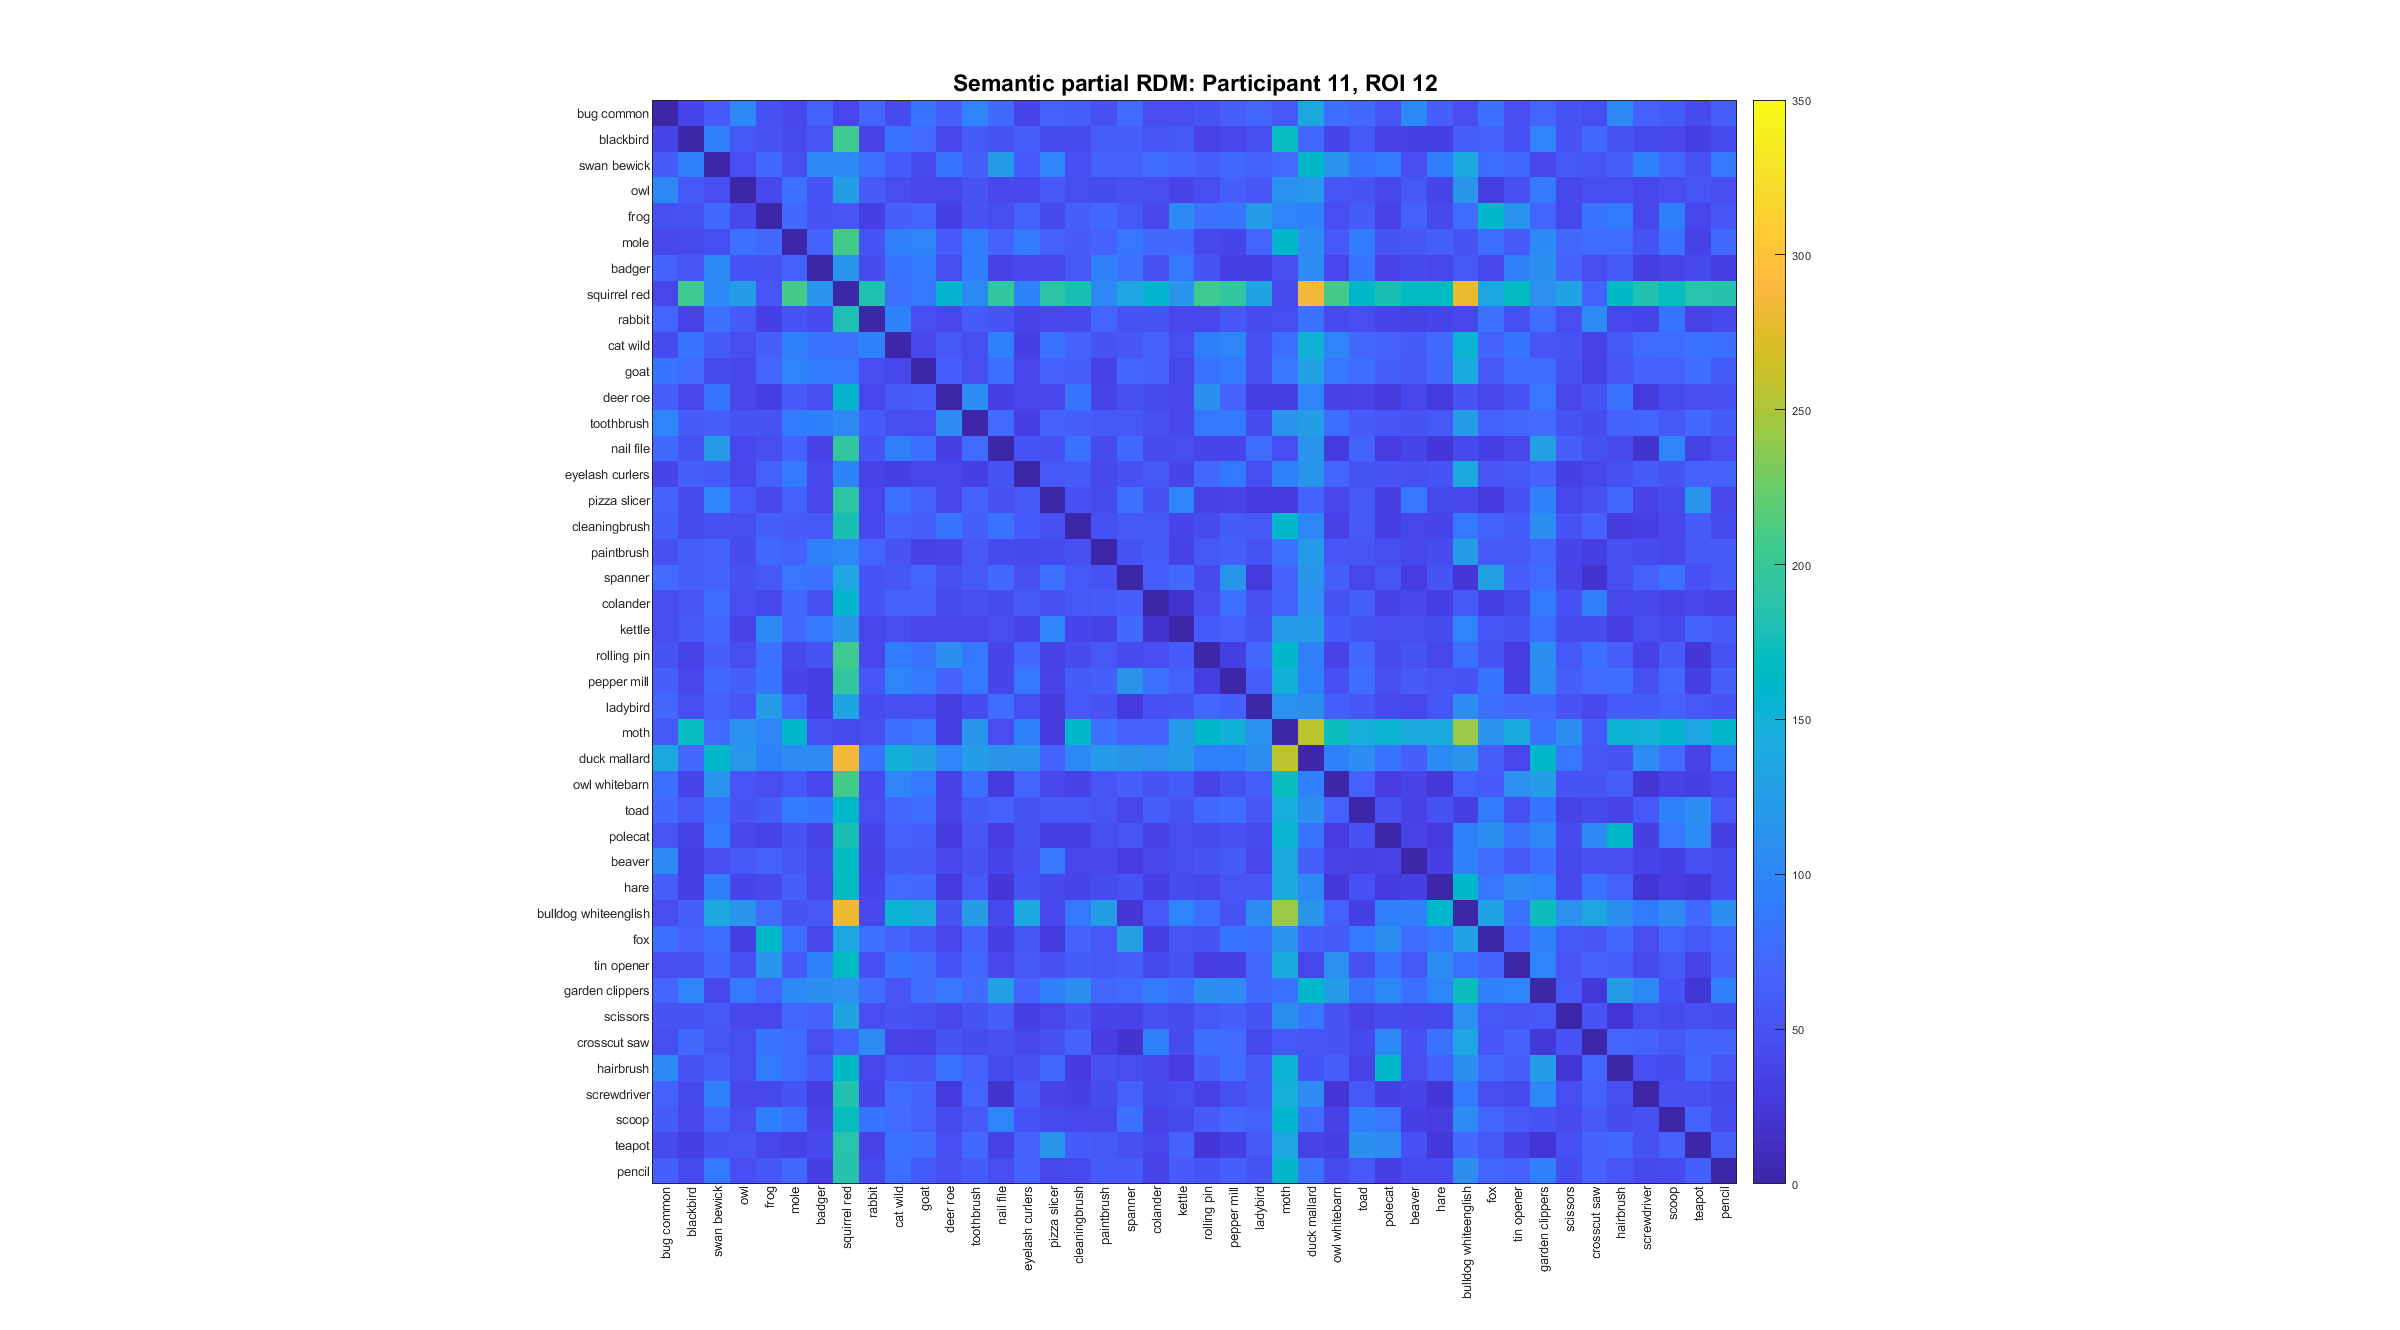 Semantic partial RDM: Participant 11, ROI 12
bug common
blackbird
swan bewick
owl
frog
mole
badger
squirrel red
rabbit
cat wild
goat
deer roe
toothbrush
nail file
eyelash curlers
pizza slicer
cleaningbrush
paintbrush
spanner
colander
kettle
rolling pin
pepper mill
ladybird
moth
duck mallard
owl whitebarn
toad
polecat
beaver
hare
bulldog whiteenglish
fox
tin opener
garden clippers
scissors
crosscut saw
hairbrush
screwdriver
scoop
teapot
pencil
bug common
blackbird
swan bewick
owl
frog
mole
badger
squirrel red
rabbit
cat wild
goat
deer roe
toothbrush
nail file
eyelash curlers
pizza slicer
cleaningbrush
paintbrush
spanner
colander
kettle
rolling pin
pepper mill
ladybird
moth
duck mallard
owl whitebarn
toad
polecat
beaver
hare
bulldog whiteenglish
fox
tin opener
garden clippers
scissors
crosscut saw
hairbrush
screwdriver
scoop
teapot
pencil
350
300
250
200
150
100
50
0